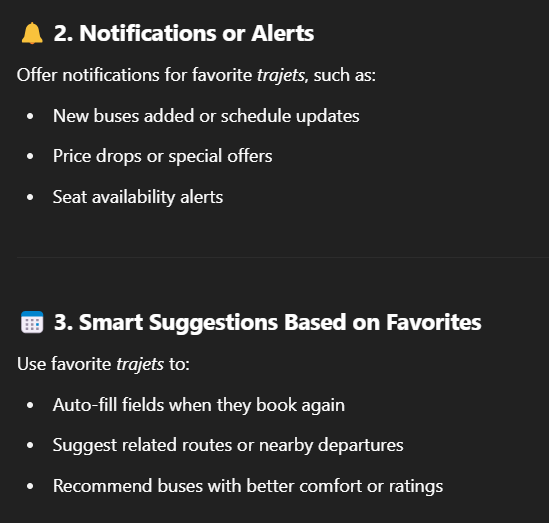 🔔 2. Notifications or Alerts
Offer notifications for favorite trajets, such as:
• New buses added or schedule updates
• Price drops or special offers
• Seat availability alerts
📅 3. Smart Suggestions Based on Favorites
Use favorite trajets to:
• Auto-fill fields when they book again
• Suggest related routes or nearby departures
• Recommend buses with better comfort or ratings